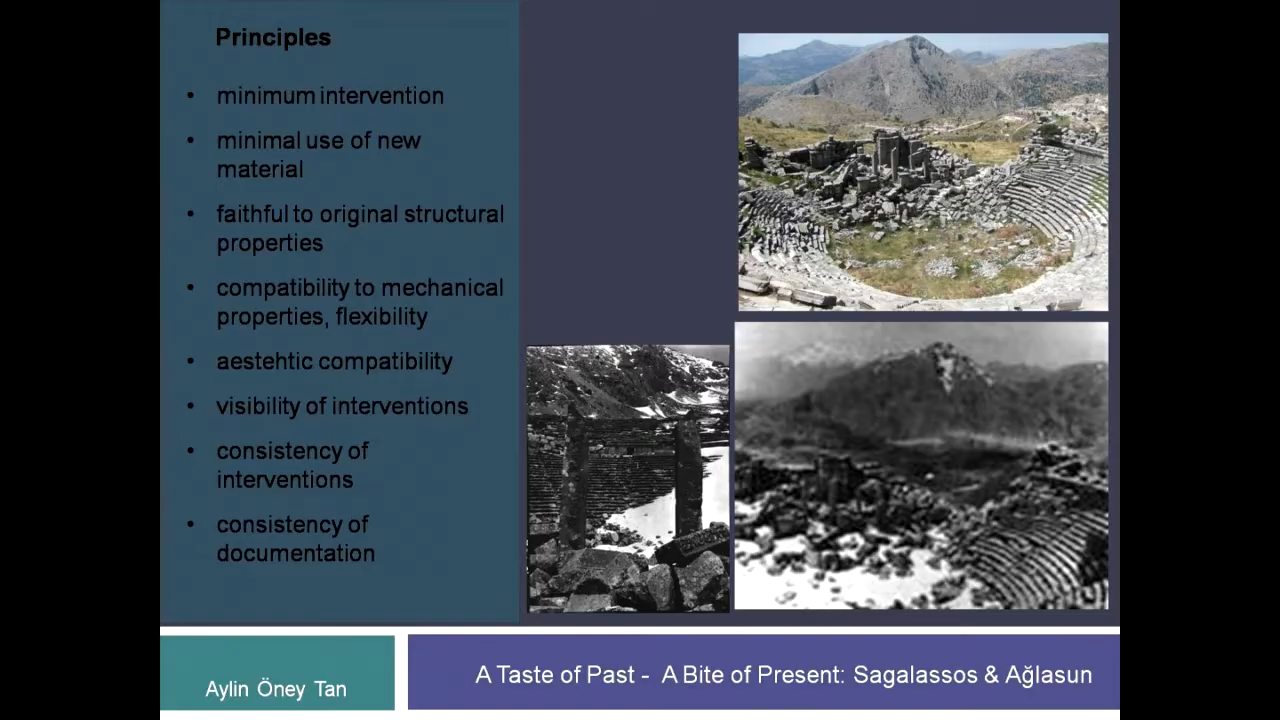 Principles
• minimum intervention
• minimal use of new
material
• faithful to original structural
properties
• compatibility to mechanical
properties, flexibility
• aestehtic compatibility
• visibility of interventions
• consistency of
interventions
• consistency of
documentation
Aylin Öney Tan
A Taste of Past - A Bite of Present: Sagalassos & Ağlasun